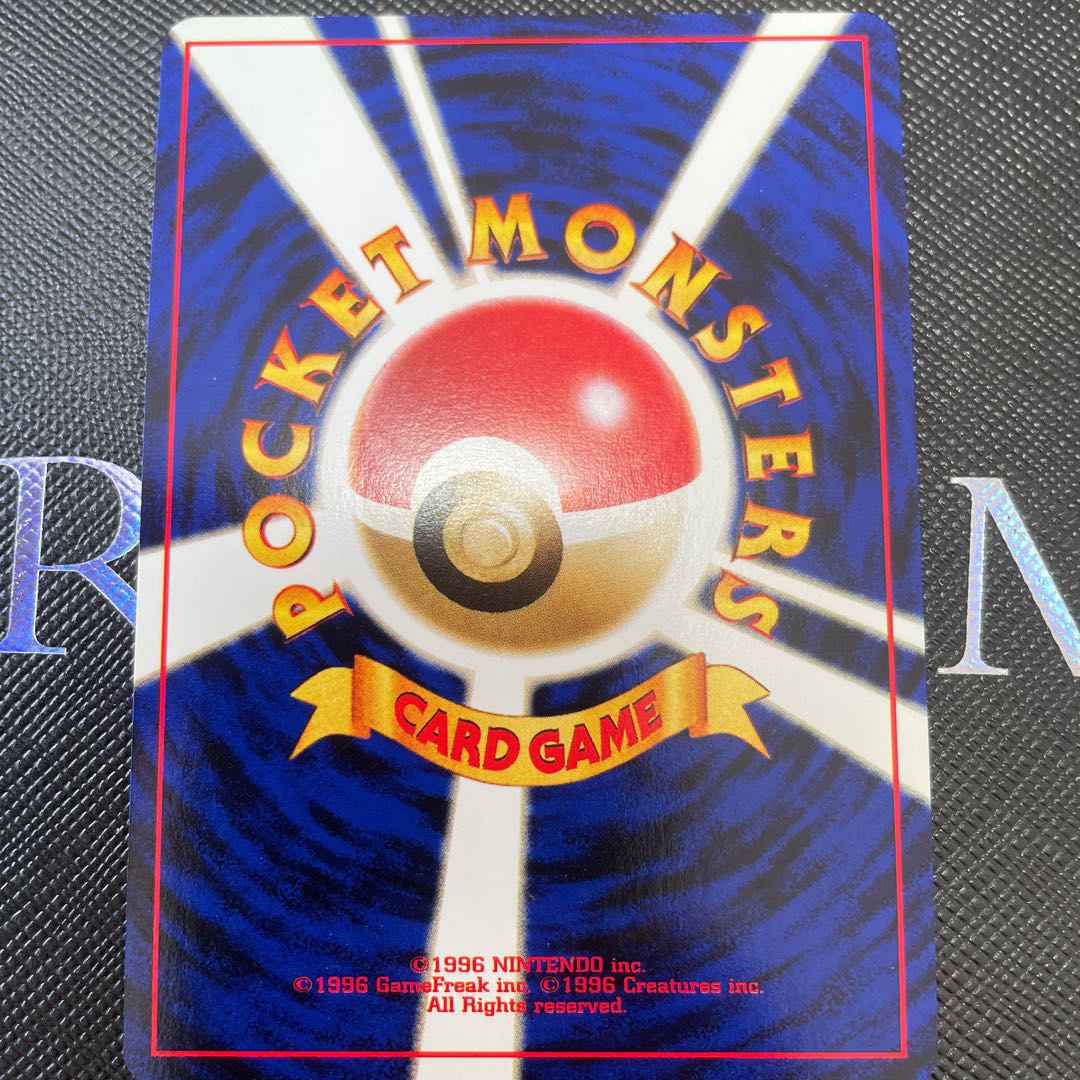 POCKET MONSTERS
CARD GAME
©1996 NINTENDO inc.
©1996 GameFreak inc. ©1996 Creatures inc.
All Rights reserved.
R
M